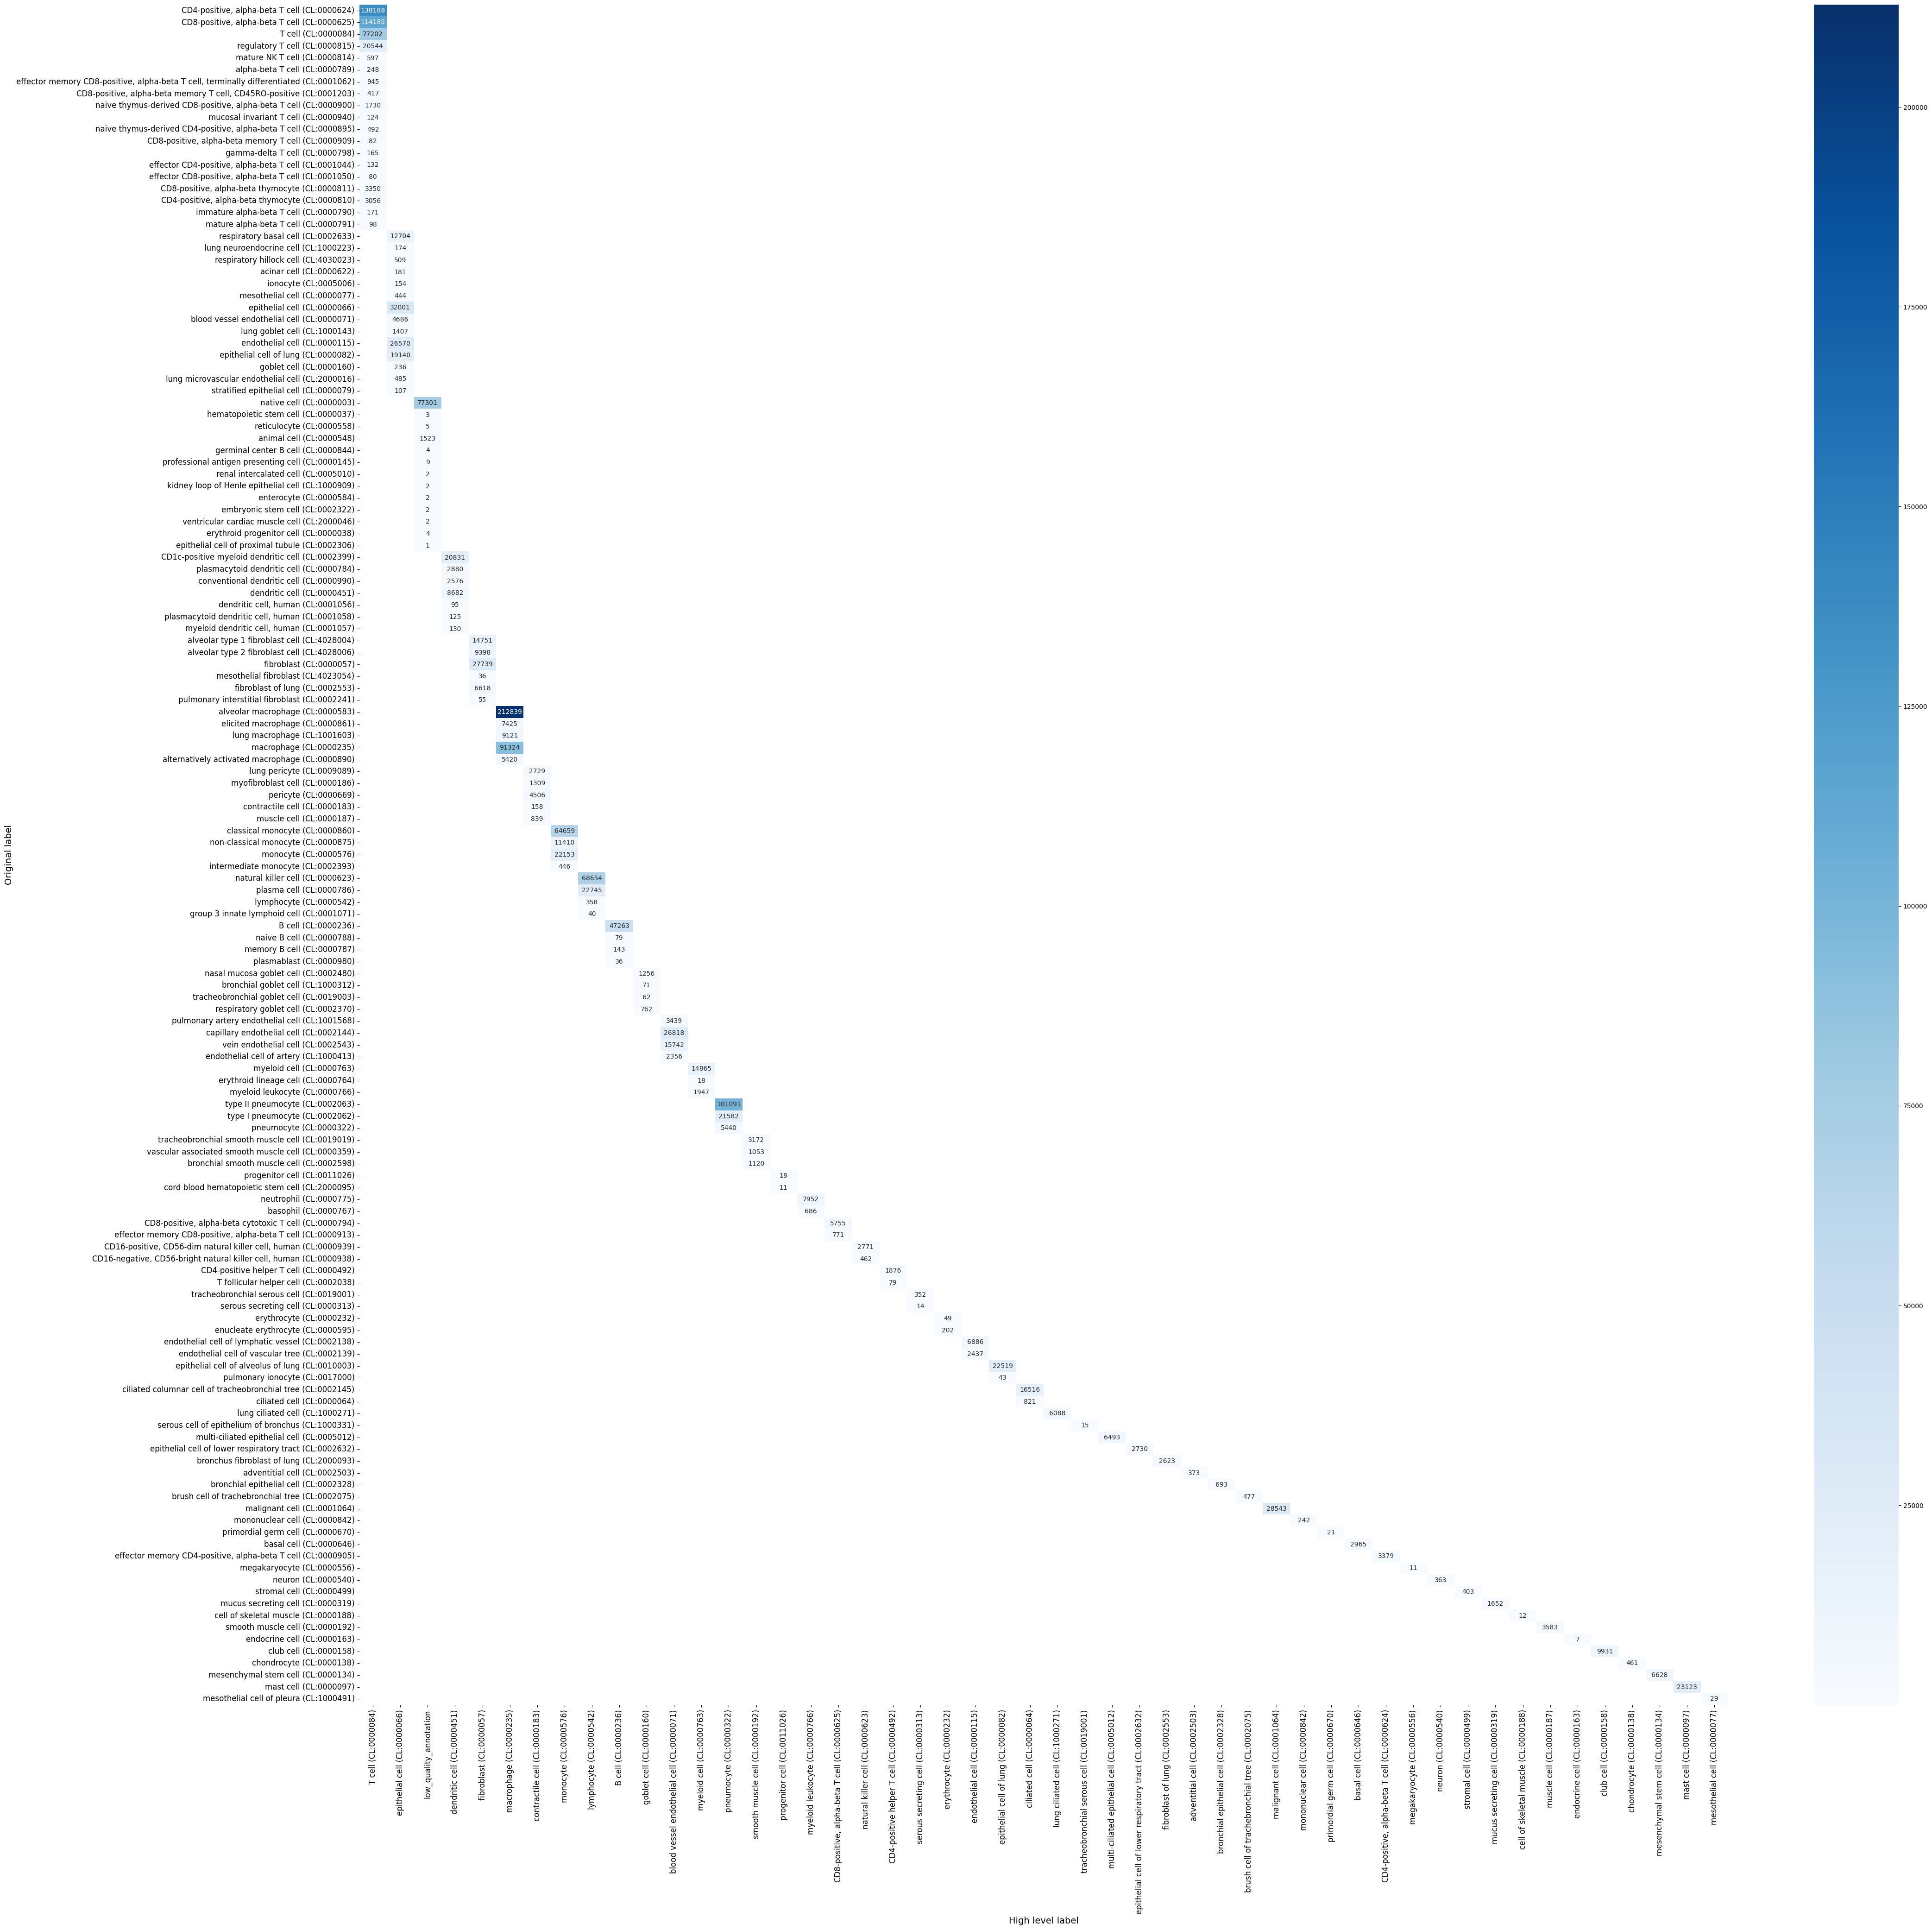 CD4-positive, alpha-beta T cell (CL:0000624) 138188
CD8-positive, alpha-beta T cell (CL:0000625) 114185
T cell (CL:0000084) 77202
regulatory T cell (CL:0000815) 20544
mature NK T cell (CL:0000814) 597
alpha-beta T cell (CL:0000789) 248
effector memory CD8-positive, alpha-beta T cell, terminally differentiated (CL:0001062) 945
CD8-positive, alpha-beta memory T cell, CD45RO-positive (CL:0001203) 417
naive thymus-derived CD8-positive, alpha-beta T cell (CL:0000900) 1730
mucosal invariant T cell (CL:0000940) 124
naive thymus-derived CD4-positive, alpha-beta T cell (CL:0000895) 492
CD8-positive, alpha-beta memory T cell (CL:0000909) 82
gamma-delta T cell (CL:0000798) 165
effector CD4-positive, alpha-beta T cell (CL:0001044) 132
effector CD8-positive, alpha-beta T cell (CL:0001050) 80
CD8-positive, alpha-beta thymocyte (CL:0000811) 3350
CD4-positive, alpha-beta thymocyte (CL:0000810) 3056
immature alpha-beta T cell (CL:0000790) 171
mature alpha-beta T cell (CL:0000791) 98
respiratory basal cell (CL:0002633) 12704
lung neuroendocrine cell (CL:1000223) 174
respiratory hillock cell (CL:4030023) 509
acinar cell (CL:0000622) 181
ionocyte (CL:0005006) 154
mesothelial cell (CL:0000077) 444
epithelial cell (CL:0000066) 32001
blood vessel endothelial cell (CL:0000071) 4686
lung goblet cell (CL:1000143) 1407
endothelial cell (CL:0000115) 26570
epithelial cell of lung (CL:0000082) 19140
goblet cell (CL:0000160) 236
lung microvascular endothelial cell (CL:2000016) 485
stratified epithelial cell (CL:0000079) 107
native cell (CL:0000003) 77301
hematopoietic stem cell (CL:0000037) 3
reticulocyte (CL:0000558) 5
animal cell (CL:0000548) 1523
germinal center B cell (CL:0000844) 4
professional antigen presenting cell (CL:0000145) 9
renal intercalated cell (CL:0005010) 2
kidney loop of Henle epithelial cell (CL:1000909) 2
enterocyte (CL:0000584) 2
embryonic stem cell (CL:0002322) 2
ventricular cardiac muscle cell (CL:2000046) 2
erythroid progenitor cell (CL:0000038) 4
epithelial cell of proximal tubule (CL:0002306) 1
CD1c-positive myeloid dendritic cell (CL:0002399) 20831
plasmacytoid dendritic cell (CL:0000784) 2880
conventional dendritic cell (CL:0000990) 2576
dendritic cell (CL:0000451) 8682
dendritic cell, human (CL:0001056) 95
plasmacytoid dendritic cell, human (CL:0001058) 125
myeloid dendritic cell, human (CL:0001057) 130
alveolar type 1 fibroblast cell (CL:4028004) 14751
alveolar type 2 fibroblast cell (CL:4028006) 9398
fibroblast (CL:0000057) 27739
mesothelial fibroblast (CL:4023054) 36
fibroblast of lung (CL:0002553) 6618
pulmonary interstitial fibroblast (CL:0002241) 55
alveolar macrophage (CL:0000583) 212839
elicited macrophage (CL:0000861) 7425
lung macrophage (CL:1001603) 9121
macrophage (CL:0000235) 91324
alternatively activated macrophage (CL:0000890) 5420
lung pericyte (CL:0009089) 2729
myofibroblast cell (CL:0000186) 1309
pericyte (CL:0000669) 4506
contractile cell (CL:0000183) 158
muscle cell (CL:0000187) 839
classical monocyte (CL:0000860) 64659
non-classical monocyte (CL:0000875) 11410
monocyte (CL:0000576) 22153
intermediate monocyte (CL:0002393) 446
natural killer cell (CL:0000623) 68654
plasma cell (CL:0000786) 22745
lymphocyte (CL:0000542) 358
group 3 innate lymphoid cell (CL:0001071) 40
B cell (CL:0000236) 47263
naive B cell (CL:0000788) 79
memory B cell (CL:0000787) 143
plasmablast (CL:0000980) 36
nasal mucosa goblet cell (CL:0002480) 1256
bronchial goblet cell (CL:1000312) 71
tracheobronchial goblet cell (CL:0019003) 62
respiratory goblet cell (CL:0002370) 762
pulmonary artery endothelial cell (CL:1001568) 3439
capillary endothelial cell (CL:0002144) 26818
vein endothelial cell (CL:0002543) 15742
endothelial cell of artery (CL:1000413) 2356
myeloid cell (CL:0000763) 14865
erythroid lineage cell (CL:0000764) 18
myeloid leukocyte (CL:0000766) 1947
type II pneumocyte (CL:0002063) 101091
type I pneumocyte (CL:0002062) 21582
pneumocyte (CL:0000322) 5440
tracheobronchial smooth muscle cell (CL:0019019) 3172
vascular associated smooth muscle cell (CL:0000359) 1053
bronchial smooth muscle cell (CL:0002598) 1120
progenitor cell (CL:0011026) 18
cord blood hematopoietic stem cell (CL:2000095) 11
neutrophil (CL:0000775) 7952
basophil (CL:0000767) 686
CD8-positive, alpha-beta cytotoxic T cell (CL:0000794) 5755
effector memory CD8-positive, alpha-beta T cell (CL:0000913) 771
CD16-positive, CD56-dim natural killer cell, human (CL:0000939) 2771
CD16-negative, CD56-bright natural killer cell, human (CL:0000938) 462
CD4-positive helper T cell (CL:0000492) 1876
T follicular helper cell (CL:0002038) 79
tracheobronchial serous cell (CL:0019001) 352
serous secreting cell (CL:0000313) 14
erythrocyte (CL:0000232) 49
enucleate erythrocyte (CL:0000595) 202
endothelial cell of lymphatic vessel (CL:0002138) 6886
endothelial cell of vascular tree (CL:0002139) 2437
epithelial cell of alveolus of lung (CL:0010003) 22519
pulmonary ionocyte (CL:0017000) 43
ciliated columnar cell of tracheobronchial tree (CL:0002145) 16516
ciliated cell (CL:0000064) 821
lung ciliated cell (CL:1000271) 6088
serous cell of epithelium of bronchus (CL:1000331) 15
multi-ciliated epithelial cell (CL:0005012) 6493
epithelial cell of lower respiratory tract (CL:0002632) 2730
bronchus fibroblast of lung (CL:2000093) 2623
adventitial cell (CL:0002503) 373
bronchial epithelial cell (CL:0002328) 693
brush cell of trachebronchial tree (CL:0002075) 477
malignant cell (CL:0001064) 28543
mononuclear cell (CL:0000842) 242
primordial germ cell (CL:0000670) 21
basal cell (CL:0000646) 2965
effector memory CD4-positive, alpha-beta T cell (CL:0000905) 3379
megakaryocyte (CL:0000556) 11
neuron (CL:0000540) 363
stromal cell (CL:0000499) 403
mucus secreting cell (CL:0000319) 1652
cell of skeletal muscle (CL:0000188) 12
smooth muscle cell (CL:0000192) 3583
endocrine cell (CL:0000163) 7
club cell (CL:0000158) 9931
chondrocyte (CL:0000138) 461
mesenchymal stem cell (CL:0000134) 6628
mast cell (CL:0000097) 23123
mesothelial cell of pleura (CL:1000491) 29
Original label
T cell (CL:0000084)
epithelial cell (CL:0000066)
low_quality_annotation
dendritic cell (CL:0000451)
fibroblast (CL:0000057)
macrophage (CL:0000235)
contractile cell (CL:0000183)
monocyte (CL:0000576)
lymphocyte (CL:0000542)
B cell (CL:0000236)
goblet cell (CL:0000160)
blood vessel endothelial cell (CL:0000071)
myeloid cell (CL:0000763)
pneumocyte (CL:0000322)
smooth muscle cell (CL:0000192)
progenitor cell (CL:0011026)
myeloid leukocyte (CL:0000766)
CD8-positive, alpha-beta T cell (CL:0000625)
natural killer cell (CL:0000623)
CD4-positive helper T cell (CL:0000492)
serous secreting cell (CL:0000313)
erythrocyte (CL:0000232)
endothelial cell (CL:0000115)
epithelial cell of lung (CL:0000082)
ciliated cell (CL:0000064)
lung ciliated cell (CL:1000271)
tracheobronchial serous cell (CL:0019001)
multi-ciliated epithelial cell (CL:0005012)
epithelial cell of lower respiratory tract (CL:0002632)
fibroblast of lung (CL:0002553)
adventitial cell (CL:0002503)
bronchial epithelial cell (CL:0002328)
brush cell of trachebronchial tree (CL:0002075)
malignant cell (CL:0001064)
mononuclear cell (CL:0000842)
primordial germ cell (CL:0000670)
basal cell (CL:0000646)
CD4-positive, alpha-beta T cell (CL:0000624)
megakaryocyte (CL:0000556)
neuron (CL:0000540)
stromal cell (CL:0000499)
mucus secreting cell (CL:0000319)
cell of skeletal muscle (CL:0000188)
muscle cell (CL:0000187)
endocrine cell (CL:0000163)
club cell (CL:0000158)
chondrocyte (CL:0000138)
mesenchymal stem cell (CL:0000134)
mast cell (CL:0000097)
mesothelial cell (CL:0000077)
High level label
200000
175000
150000
125000
100000
75000
50000
25000